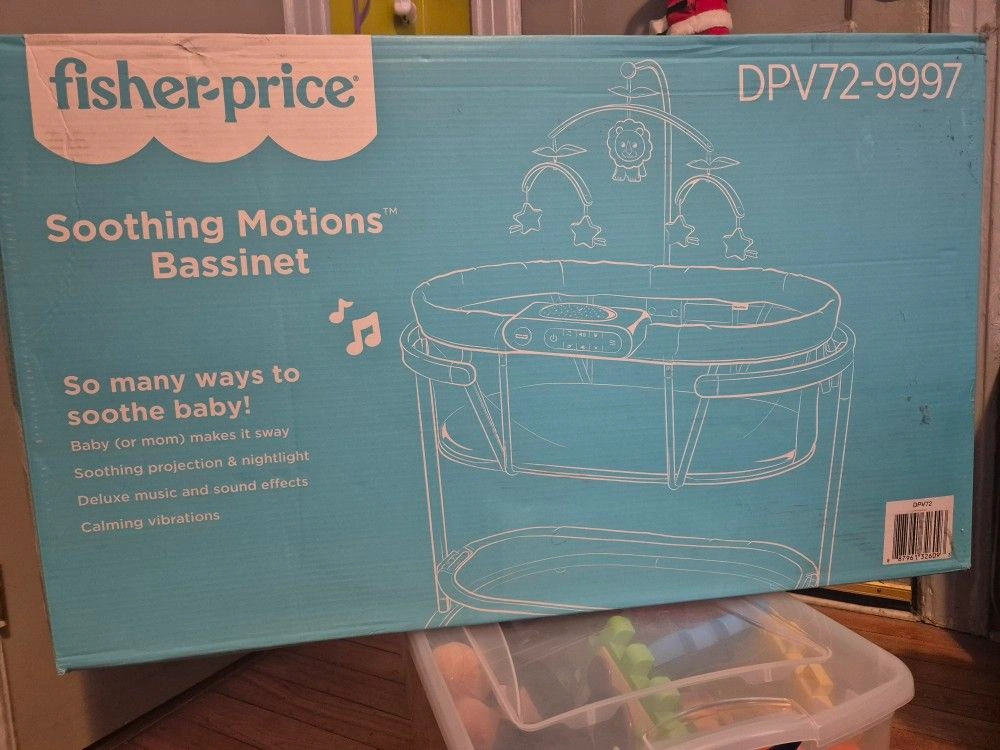 fisher-price®
DPV72-9997
Soothing Motions™
Bassinet
So many ways to
soothe baby!
Baby (or mom) makes it sway
Soothing projection & nightlight
Deluxe music and sound effects
Calming vibrations
DPV72